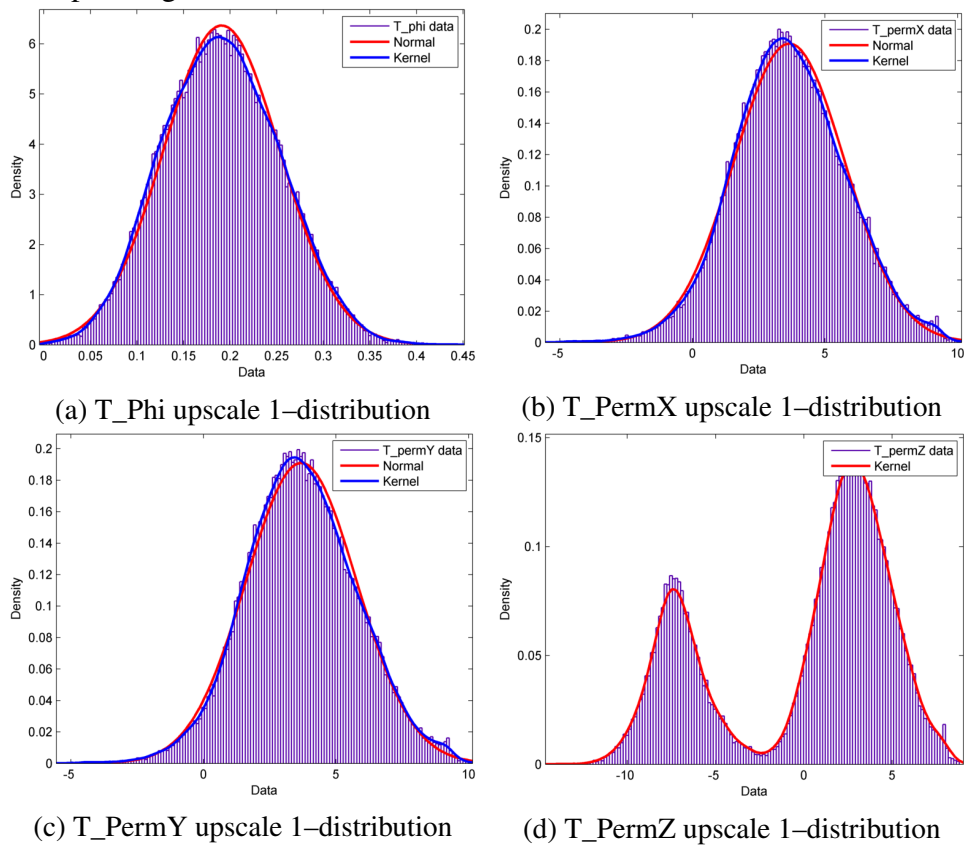 T_phi data
Normal
Kernel
6
5
4
3
2
1
0
Density
0 0.05 0.1 0.15 0.2 0.25 0.3 0.35 0.4 0.45
Data
(a) T_Phi upscale 1–distribution
T_permX data
Normal
Kernel
0.2
0.18
0.16
0.14
0.12
0.1
0.08
0.06
0.04
0.02
0
Density
-5 0 5 10
Data
(b) T_PermX upscale 1–distribution
T_permY data
Normal
Kernel
0.2
0.18
0.16
0.14
0.12
0.1
0.08
0.06
0.04
0.02
0
Density
-5 0 5 10
Data
(c) T_PermY upscale 1–distribution
T_permZ data
Kernel
0.15
0.1
0.05
0
Density
-10 -5 0 5
Data
(d) T_PermZ upscale 1–distribution